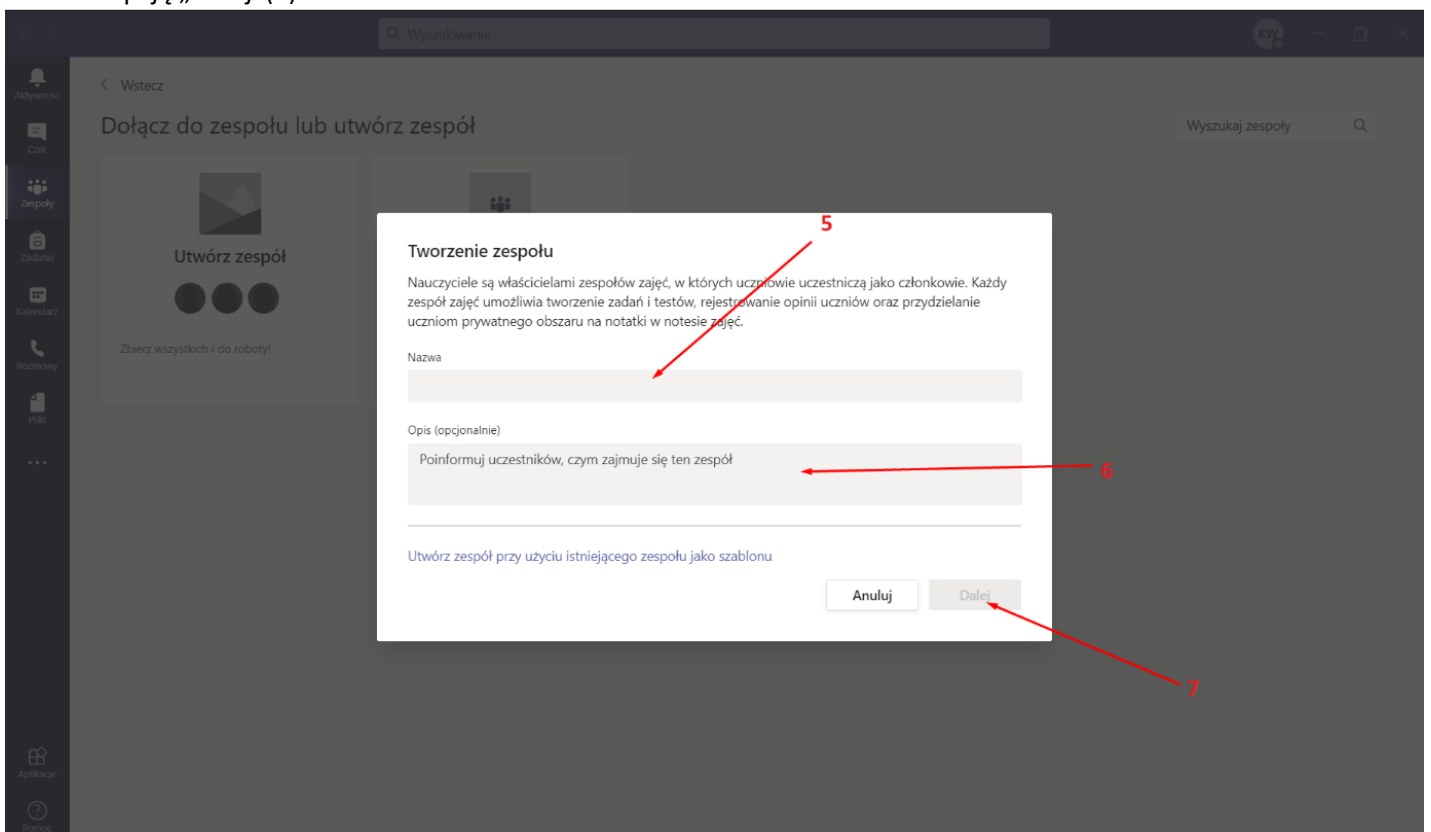 Wyszukiwanie
KW
Aktywność
Czat
Zespoły
Zadania
Kalendarz
Rozmowy
Pliki
Aplikacje
Pomoc
< Wstecz
Dołącz do zespołu lub utwórz zespół
Wyszukaj zespoły
Utwórz zespół
Zbierz wszystkich i do roboty!
5
Tworzenie zespołu
Nauczyciele są właścicielami zespołów zajęć, w których uczniowie uczestniczą jako członkowie. Każdy
zespół zajęć umożliwia tworzenie zadań i testów, rejestrowanie opinii uczniów oraz przydzielanie
uczniom prywatnego obszaru na notatki w notesie zajęć.
Nazwa
Opis (opcjonalnie)
Poinformuj uczestników, czym zajmuje się ten zespół
6
Utwórz zespół przy użyciu istniejącego zespołu jako szablonu
Anuluj
Dalej
7